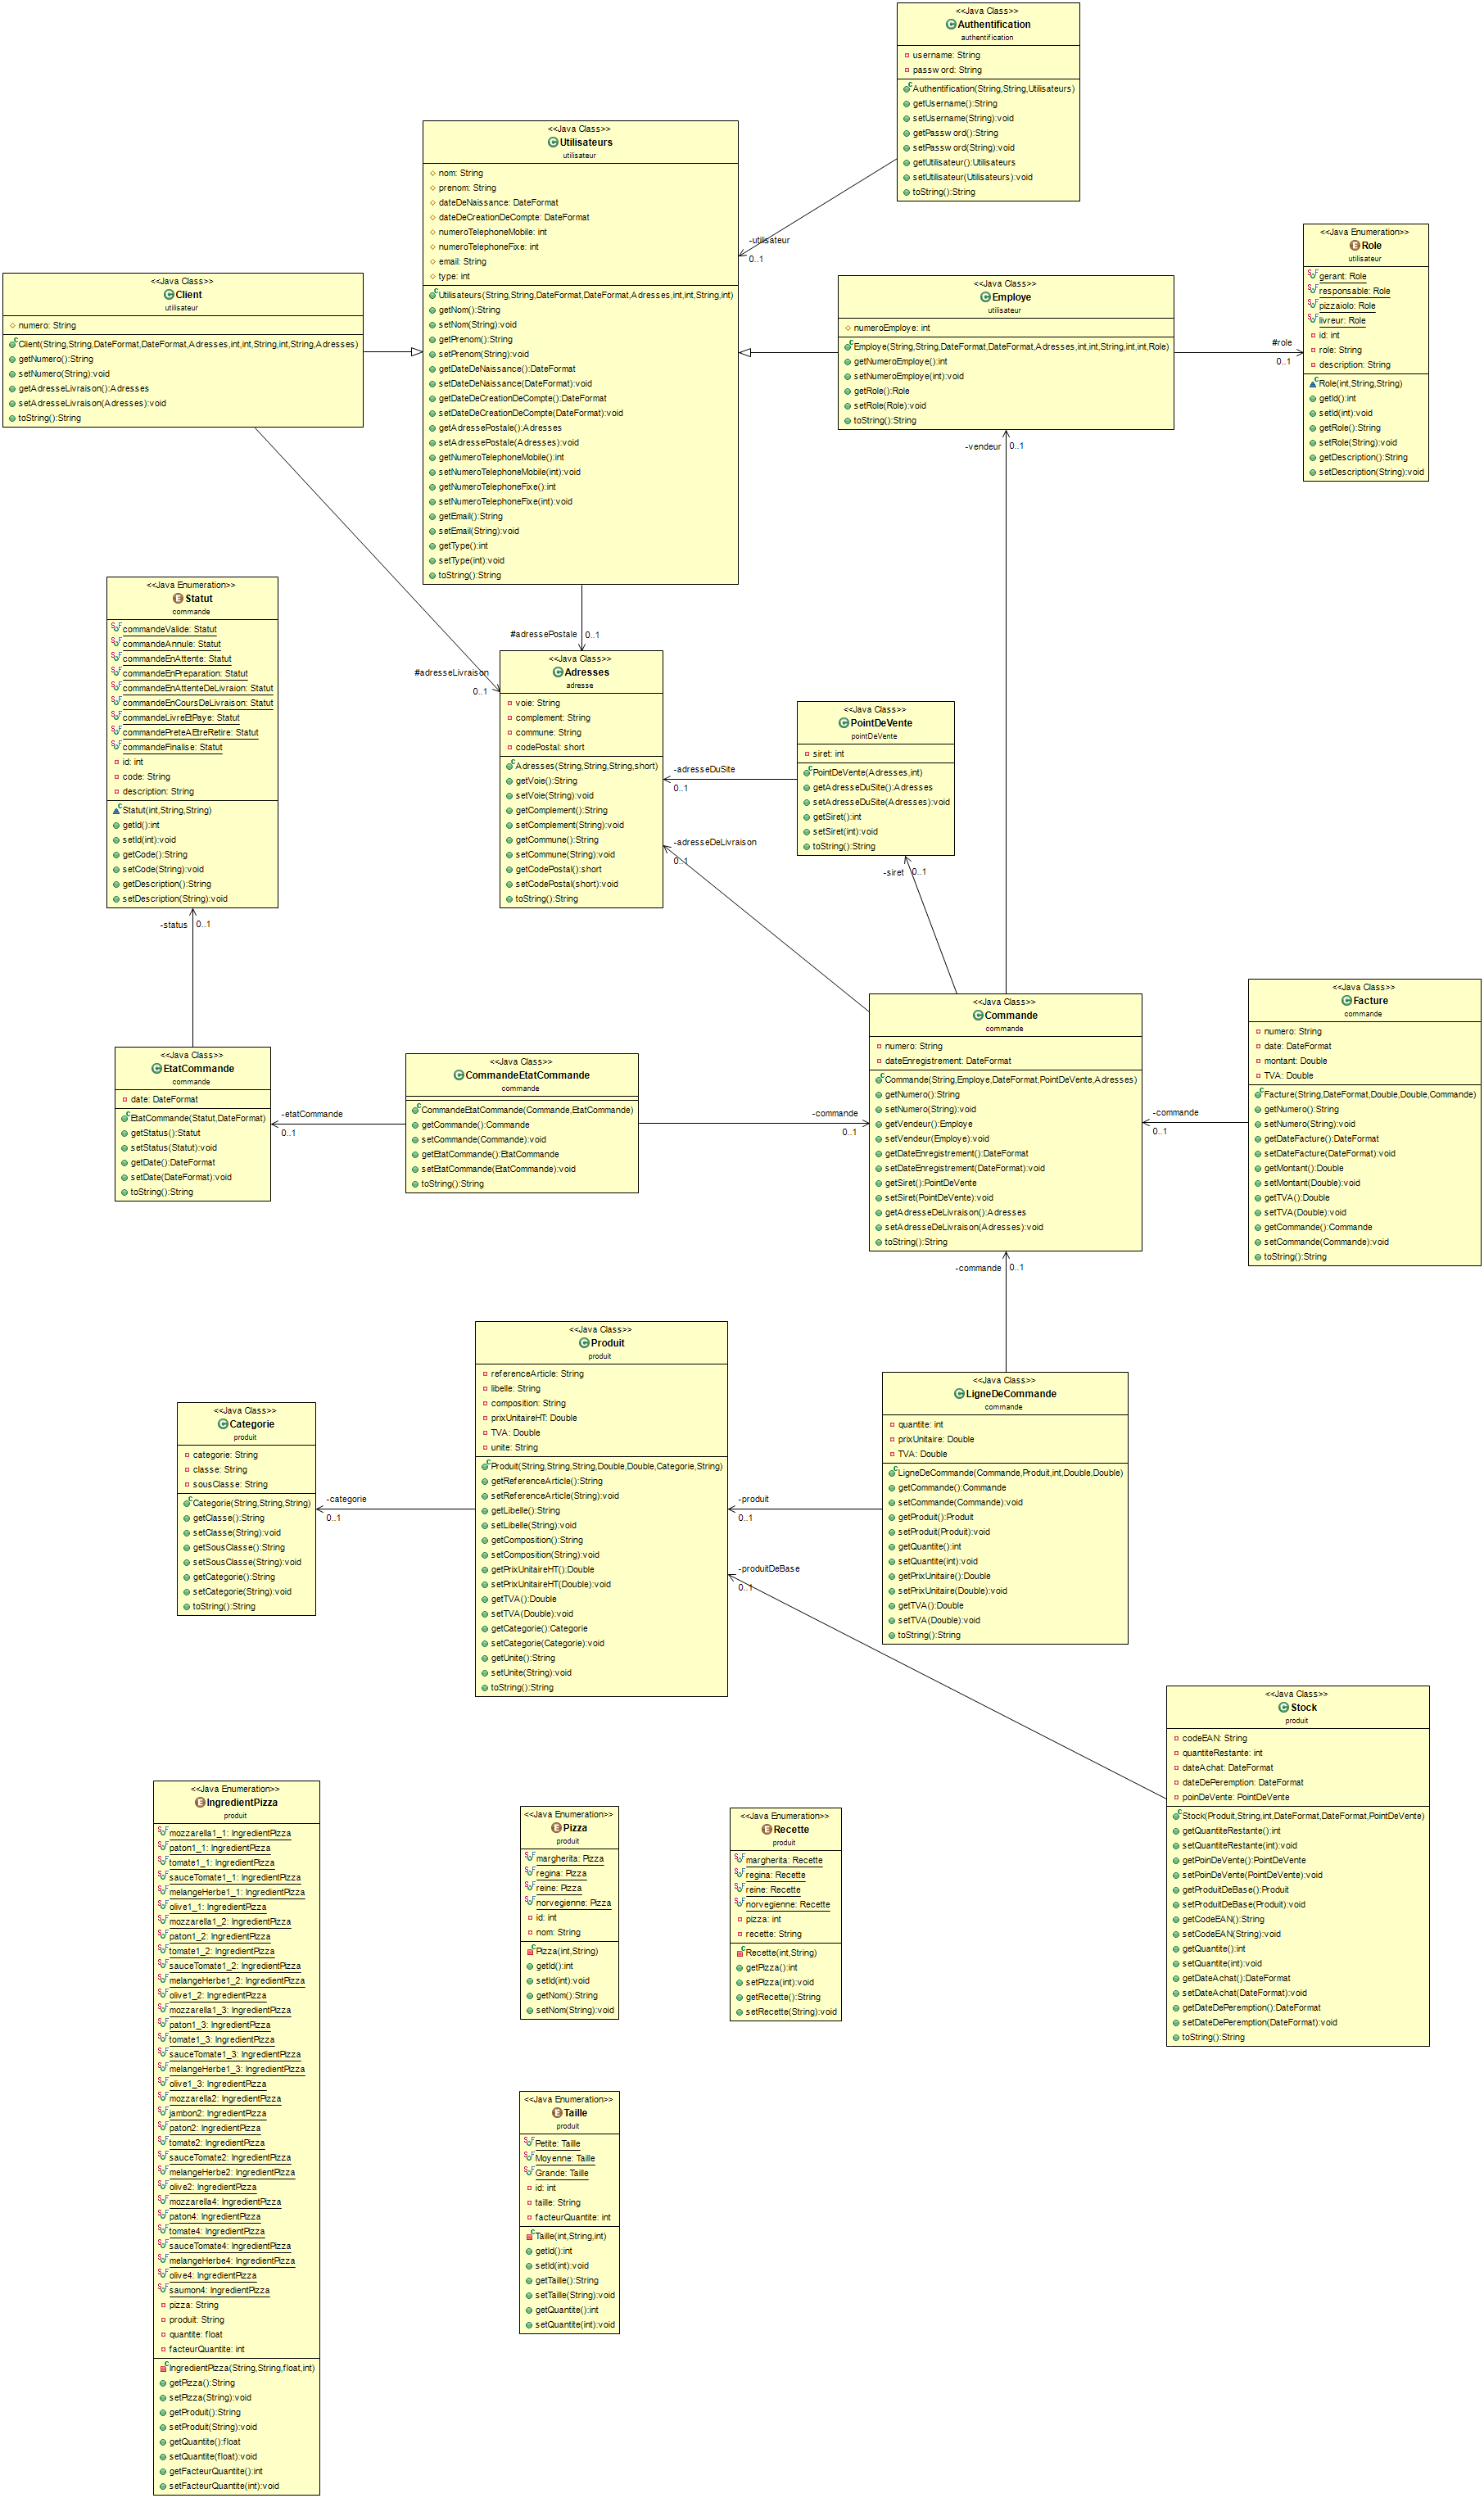 <<Java Class>>
Authentification
authentification
username: String
password: String
Authentification(String,String,Utilisateurs)
getUsername():String
setUsername(String):void
getPassword():String
setPassword(String):void
getUtilisateur():Utilisateurs
setUtilisateur(Utilisateurs):void
toString():String
<<Java Class>>
Utilisateurs
utilisateur
nom: String
prenom: String
dateDeNaissance: DateFormat
dateDeCreationDeCompte: DateFormat
numeroTelephoneMobile: int
numeroTelephoneFixe: int
email: String
type: int
Utilisateurs(String,String,DateFormat,DateFormat,Adresses,int,int,String,int)
getNom():String
setNom(String):void
getPrenom():String
setPrenom(String):void
getDateDeNaissance():DateFormat
setDateDeNaissance(DateFormat):void
getDateDeCreationDeCompte():DateFormat
setDateDeCreationDeCompte(DateFormat):void
getAdressePostale():Adresses
setAdressePostale(Adresses):void
getNumeroTelephoneMobile():int
setNumeroTelephoneMobile(int):void
getNumeroTelephoneFixe():int
setNumeroTelephoneFixe(int):void
getEmail():String
setEmail(String):void
getType():int
setType(int):void
toString():String
-utilisateur
0..1
<<Java Enumeration>>
Role
utilisateur
gerant: Role
responsable: Role
pizzaiolo: Role
livreur: Role
id: int
role: String
description: String
Role(int,String,String)
getId():int
setId(int):void
getRole():String
setRole(String):void
getDescription():String
setDescription(String):void
<<Java Class>>
Client
utilisateur
numero: String
Client(String,String,DateFormat,DateFormat,Adresses,int,int,String,int,String,Adresses)
getNumero():String
setNumero(String):void
getAdresseLivraison():Adresses
setAdresseLivraison(Adresses):void
toString():String
<<Java Class>>
Employe
utilisateur
numeroEmploye: int
Employe(String,String,DateFormat,DateFormat,Adresses,int,int,String,int,int,Role)
getNumeroEmploye():int
setNumeroEmploye(int):void
getRole():Role
setRole(Role):void
toString():String
#role
0..1
-vendeur
0..1
<<Java Enumeration>>
Statut
commande
commandeValide: Statut
commandeAnnule: Statut
commandeEnAttente: Statut
commandeEnPreparation: Statut
commandeEnAttenteDeLivraion: Statut
commandeEnCoursDeLivraison: Statut
commandeLivreEtPaye: Statut
commandePreteAEtreRetire: Statut
commandeFinalise: Statut
id: int
code: String
description: String
Statut(int,String,String)
getId():int
setId(int):void
getCode():String
setCode(String):void
getDescription():String
setDescription(String):void
#adressePostale
0..1
#adresseLivraison
0..1
<<Java Class>>
Adresses
adresse
voie: String
complement: String
commune: String
codePostal: short
Adresses(String,String,String,short)
getVoie():String
setVoie(String):void
getComplement():String
setComplement(String):void
getCommune():String
setCommune(String):void
getCodePostal():short
setCodePostal(short):void
toString():String
<<Java Class>>
PointDeVente
pointDeVente
siret: int
PointDeVente(Adresses,int)
getAdresseDuSite():Adresses
setAdresseDuSite(Adresses):void
getSiret():int
setSiret(int):void
toString():String
-adresseDuSite
0..1
-adresseDeLivraison
0..1
-siret
0..1
-status
0..1
<<Java Class>>
Commande
commande
numero: String
dateEnregistrement: DateFormat
Commande(String,Employe,DateFormat,PointDeVente,Adresses)
getNumero():String
setNumero(String):void
getVendeur():Employe
setVendeur(Employe):void
getDateEnregistrement():DateFormat
setDateEnregistrement(DateFormat):void
getSiret():PointDeVente
setSiret(PointDeVente):void
getAdresseDeLivraison():Adresses
setAdresseDeLivraison(Adresses):void
toString():String
<<Java Class>>
Facture
commande
numero: String
date: DateFormat
montant: Double
TVA: Double
Facture(String,DateFormat,Double,Double,Commande)
getNumero():String
setNumero(String):void
getDateFacture():DateFormat
setDateFacture(DateFormat):void
getMontant():Double
setMontant(Double):void
getTVA():Double
setTVA(Double):void
getCommande():Commande
setCommande(Commande):void
toString():String
<<Java Class>>
EtatCommande
commande
date: DateFormat
EtatCommande(Statut,DateFormat)
getStatus():Statut
setStatus(Statut):void
getDate():DateFormat
setDate(DateFormat):void
toString():String
-etatCommande
0..1
<<Java Class>>
CommandeEtatCommande
commande
CommandeEtatCommande(Commande,EtatCommande)
getCommande():Commande
setCommande(Commande):void
getEtatCommande():EtatCommande
setEtatCommande(EtatCommande):void
toString():String
-commande
0..1
-commande
0..1
-commande
0..1
<<Java Class>>
Produit
produit
referenceArticle: String
libelle: String
composition: String
prixUnitaireHT: Double
TVA: Double
unite: String
Produit(String,String,String,Double,Double,Categorie,String)
getReferenceArticle():String
setReferenceArticle(String):void
getLibelle():String
setLibelle(String):void
getComposition():String
setComposition(String):void
getPrixUnitaireHT():Double
setPrixUnitaireHT(Double):void
getTVA():Double
setTVA(Double):void
getCategorie():Categorie
setCategorie(Categorie):void
getUnite():String
setUnite(String):void
toString():String
<<Java Class>>
LigneDeCommande
commande
quantite: int
prixUnitaire: Double
TVA: Double
LigneDeCommande(Commande,Produit,int,Double,Double)
getCommande():Commande
setCommande(Commande):void
getProduit():Produit
setProduit(Produit):void
getQuantite():int
setQuantite(int):void
getPrixUnitaire():Double
setPrixUnitaire(Double):void
getTVA():Double
setTVA(Double):void
toString():String
<<Java Class>>
Categorie
produit
categorie: String
classe: String
sousClasse: String
Categorie(String,String,String)
getClasse():String
setClasse(String):void
getSousClasse():String
setSousClasse(String):void
getCategorie():String
setCategorie(String):void
toString():String
-categorie
0..1
-produit
0..1
-produitDeBase
0..1
<<Java Class>>
Stock
produit
codeEAN: String
quantiteRestante: int
dateAchat: DateFormat
dateDePeremption: DateFormat
poinDeVente: PointDeVente
Stock(Produit,String,int,DateFormat,DateFormat,PointDeVente)
getQuantiteRestante():int
setQuantiteRestante(int):void
getPoinDeVente():PointDeVente
setPoinDeVente(PointDeVente):void
getProduitDeBase():Produit
setProduitDeBase(Produit):void
getCodeEAN():String
setCodeEAN(String):void
getQuantite():int
setQuantite(int):void
getDateAchat():DateFormat
setDateAchat(DateFormat):void
getDateDePeremption():DateFormat
setDateDePeremption(DateFormat):void
toString():String
<<Java Enumeration>>
IngredientPizza
produit
mozzarella1_1: IngredientPizza
paton1_1: IngredientPizza
tomate1_1: IngredientPizza
sauceTomate1_1: IngredientPizza
melangeHerbe1_1: IngredientPizza
olive1_1: IngredientPizza
mozzarella1_2: IngredientPizza
paton1_2: IngredientPizza
tomate1_2: IngredientPizza
sauceTomate1_2: IngredientPizza
melangeHerbe1_2: IngredientPizza
olive1_2: IngredientPizza
mozzarella1_3: IngredientPizza
paton1_3: IngredientPizza
tomate1_3: IngredientPizza
sauceTomate1_3: IngredientPizza
melangeHerbe1_3: IngredientPizza
olive1_3: IngredientPizza
mozzarella2: IngredientPizza
jambon2: IngredientPizza
paton2: IngredientPizza
tomate2: IngredientPizza
sauceTomate2: IngredientPizza
melangeHerbe2: IngredientPizza
olive2: IngredientPizza
mozzarella4: IngredientPizza
paton4: IngredientPizza
tomate4: IngredientPizza
sauceTomate4: IngredientPizza
melangeHerbe4: IngredientPizza
olive4: IngredientPizza
saumon4: IngredientPizza
pizza: String
produit: String
quantite: float
facteurQuantite: int
IngredientPizza(String,String,float,int)
getPizza():String
setPizza(String):void
getProduit():String
setProduit(String):void
getQuantite():float
setQuantite(float):void
getFacteurQuantite():int
setFacteurQuantite(int):void
<<Java Enumeration>>
Pizza
produit
margherita: Pizza
regina: Pizza
reine: Pizza
norvegienne: Pizza
id: int
nom: String
Pizza(int,String)
getId():int
setId(int):void
getNom():String
setNom(String):void
<<Java Enumeration>>
Recette
produit
margherita: Recette
regina: Recette
reine: Recette
norvegienne: Recette
pizza: int
recette: String
Recette(int,String)
getPizza():int
setPizza(int):void
getRecette():String
setRecette(String):void
<<Java Enumeration>>
Taille
produit
Petite: Taille
Moyenne: Taille
Grande: Taille
id: int
taille: String
facteurQuantite: int
Taille(int,String,int)
getId():int
setId(int):void
getTaille():String
setTaille(String):void
getQuantite():int
setQuantite(int):void